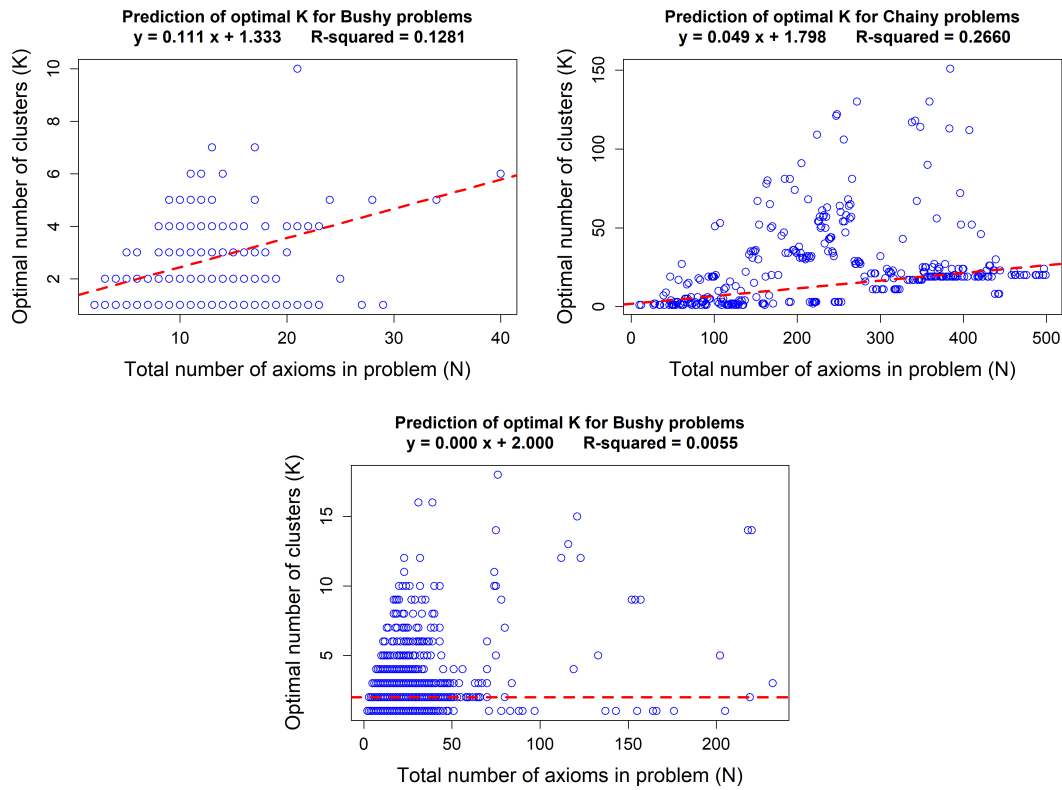 Prediction of optimal K for Bushy problems
y = 0.111 x + 1.333 R-squared = 0.1281
Optimal number of clusters (K)
10
8
6
4
2
10 20 30 40
Total number of axioms in problem (N)
Prediction of optimal K for Chainy problems
y = 0.049 x + 1.798 R-squared = 0.2660
Optimal number of clusters (K)
150
100
50
0
0 100 200 300 400 500
Total number of axioms in problem (N)
Prediction of optimal K for Bushy problems
y = 0.000 x + 2.000 R-squared = 0.0055
Optimal number of clusters (K)
15
10
5
0 50 100 150 200
Total number of axioms in problem (N)